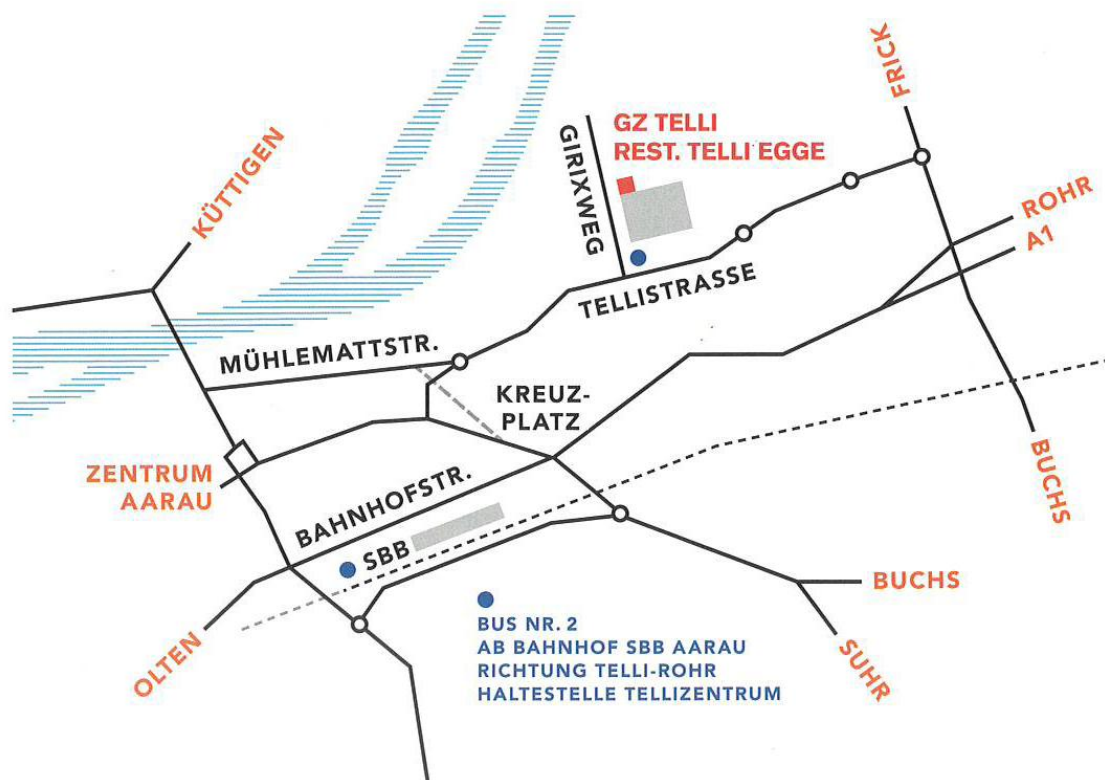 FRICK
GZ TELLI
REST. TELLI EGGE
GIRIXWEG
KÜTTIGEN
ROHR
A1
TELLISTRASSE
MÜHLEMATTSTR.
KREUZ-
PLATZ
ZENTRUM
AARAU
BAHNHOFSTR.
BUCHS
SBB
BUCHS
OLTEN
SUHR
BUS NR. 2
AB BAHNHOF SBB AARAU
RICHTUNG TELLI-ROHR
HALTESTELLE TELLIZENTRUM